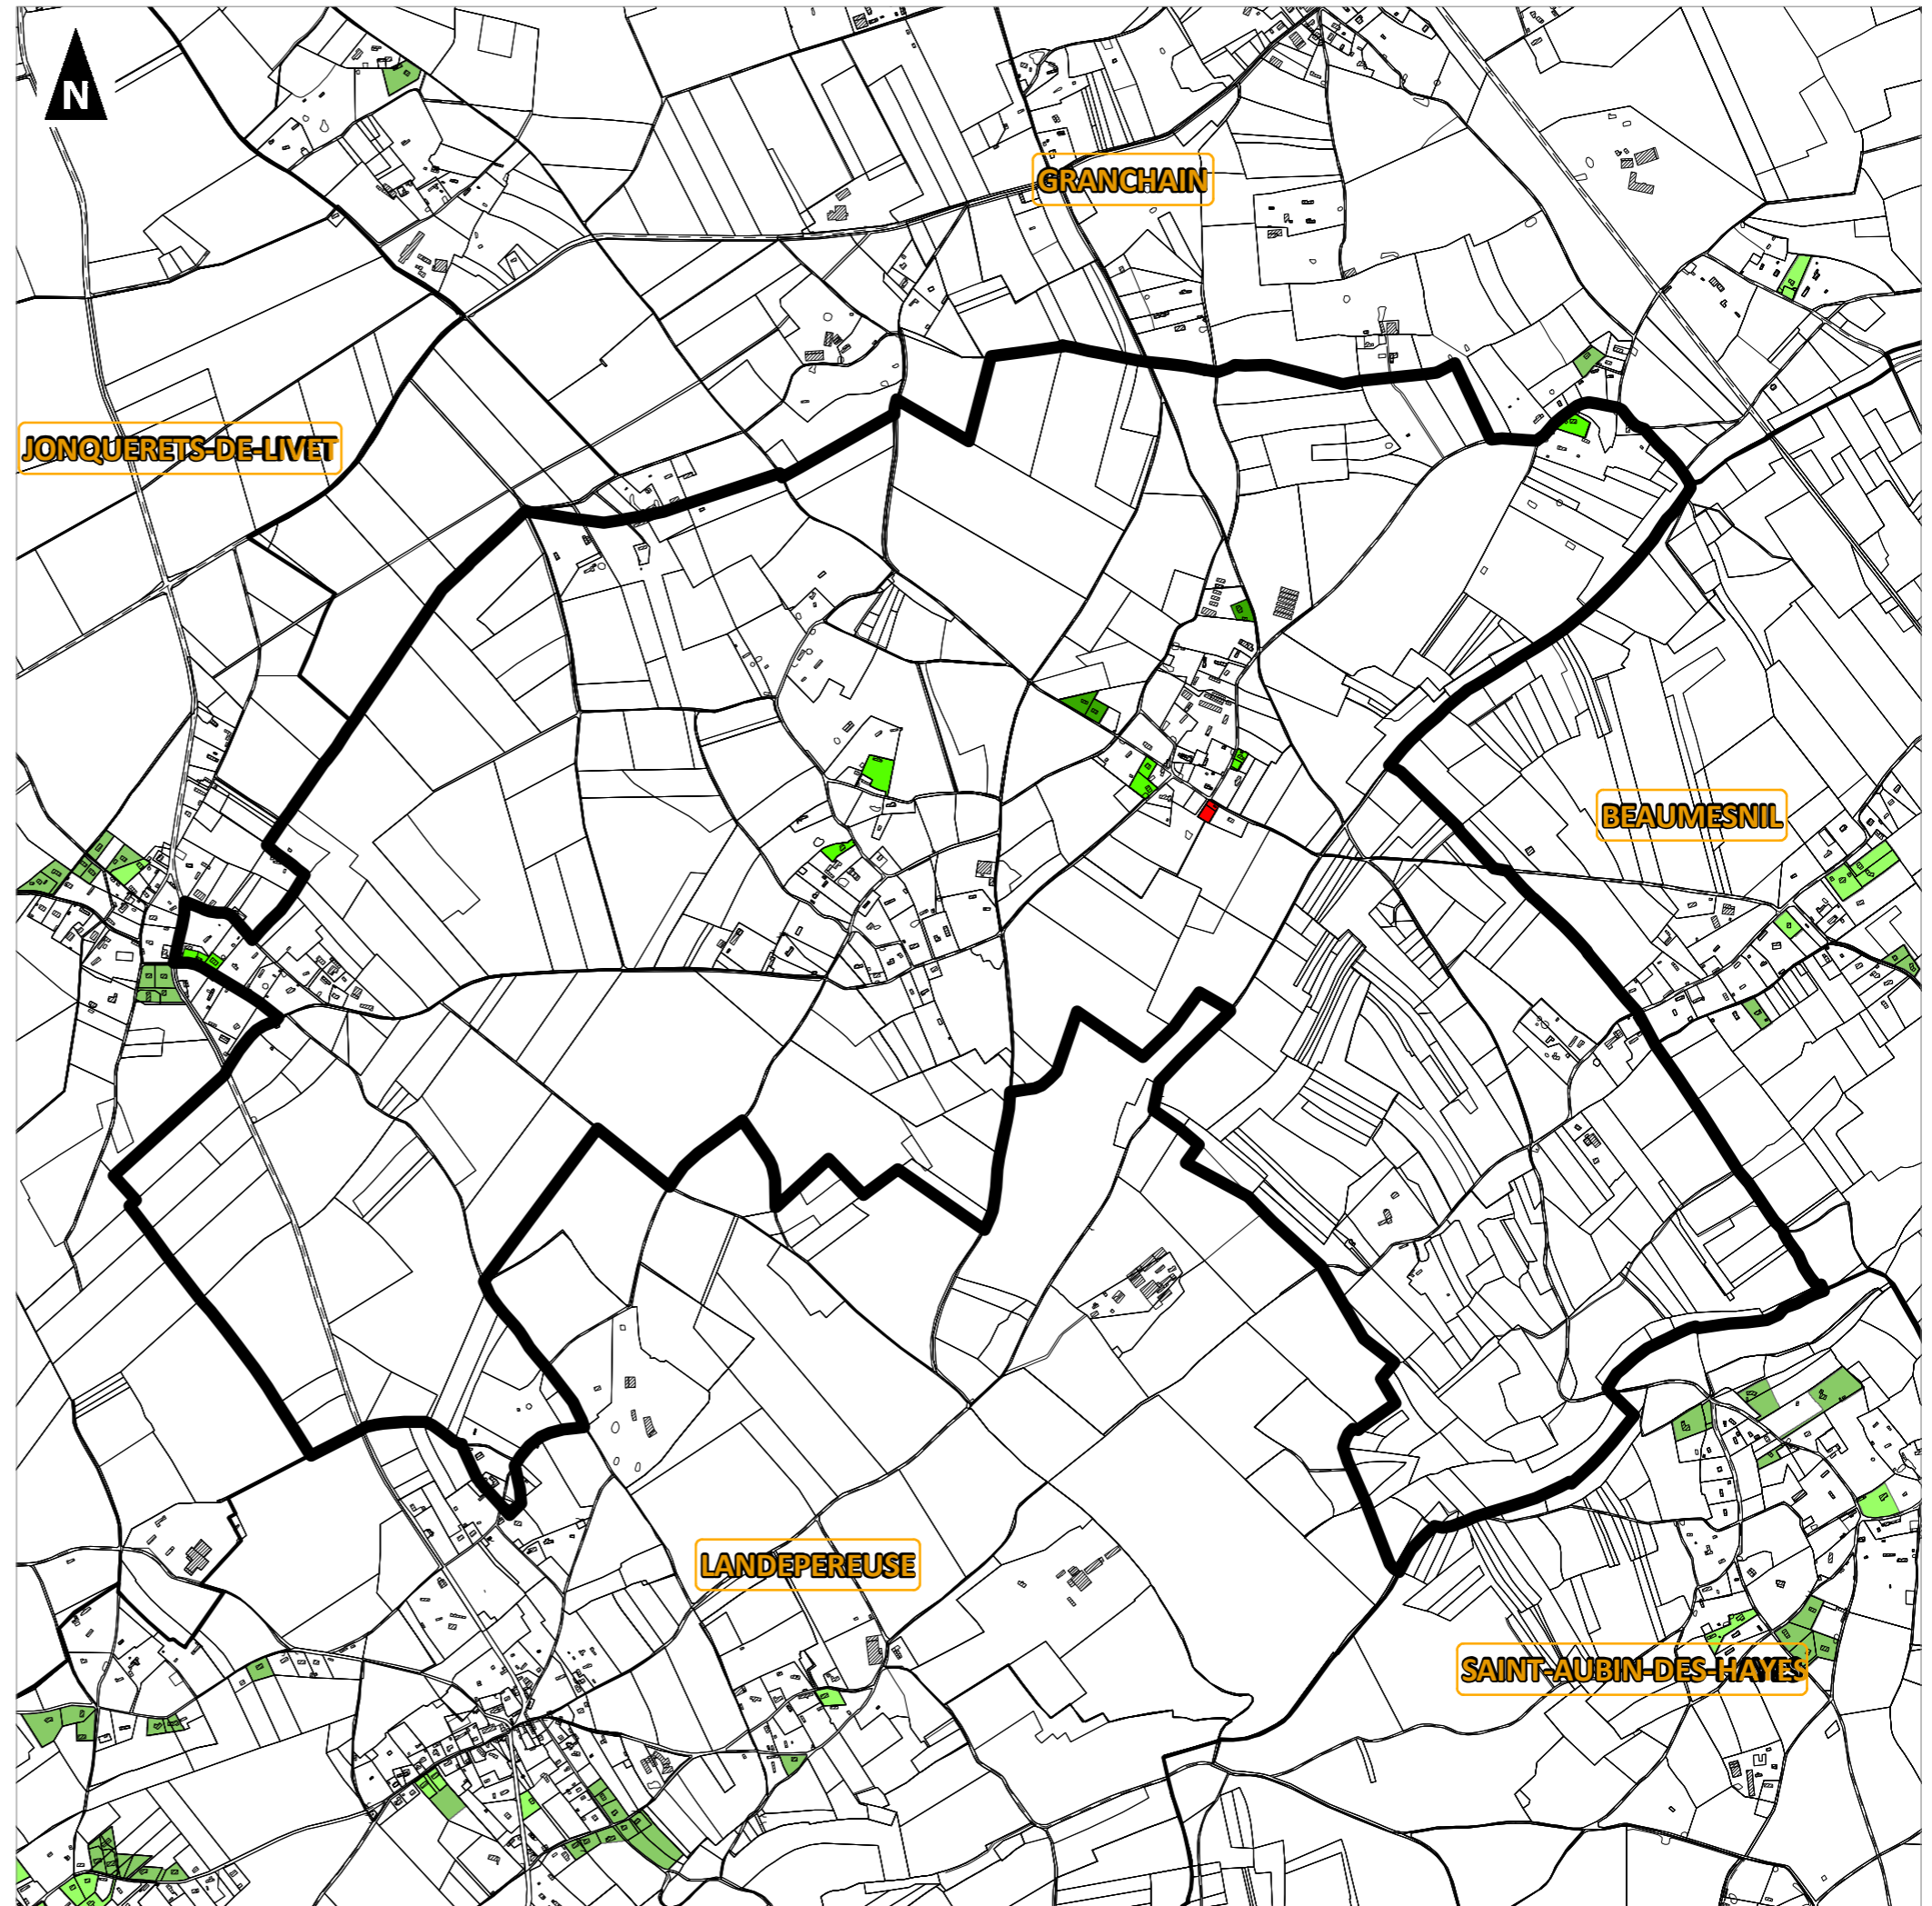 N
GRANCHAIN
JONQUERETS-DE-LIVET
BEAUMESNIL
LANDEPEREUSE
SAINT-AUBIN-DES-HAYES